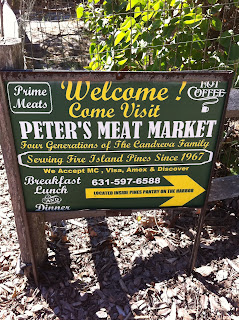 Prime
Meats
Welcome!
HOT
COFFEE
Come Visit
PETER'S MEAT MARKET
Four Generations of The Candreva Family
Serving Fire Island Pines Since 1967
We Accept MC, Visa, Amex & Discover
Breakfast
Lunch
Dinner
631-597-6588
LOCATED INSIDE PINES PANTRY ON THE HARBOR